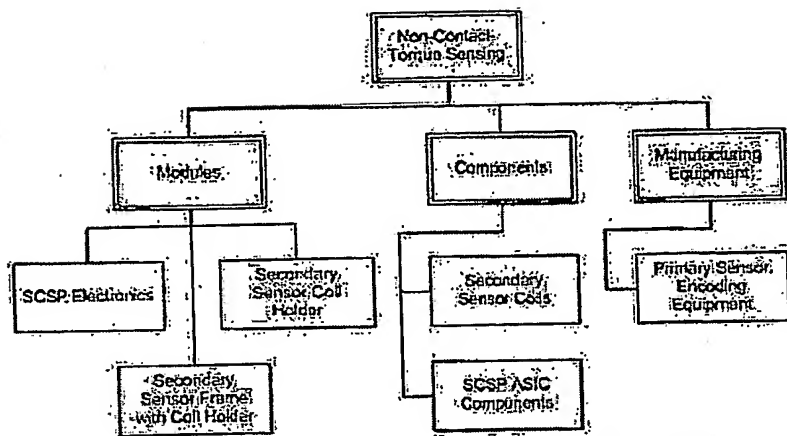 Non-Contact
Torque Sensing
Modules
Components
Manufacturing
Equipment
SCSP Electronics
Secondary
Sensor Coil
Holder
Secondary
Sensor Coils
Primary Sensor
Encoding
Equipment
Secondary
Sensor Frame
with Coil Holder
SCSP ASIC
Components